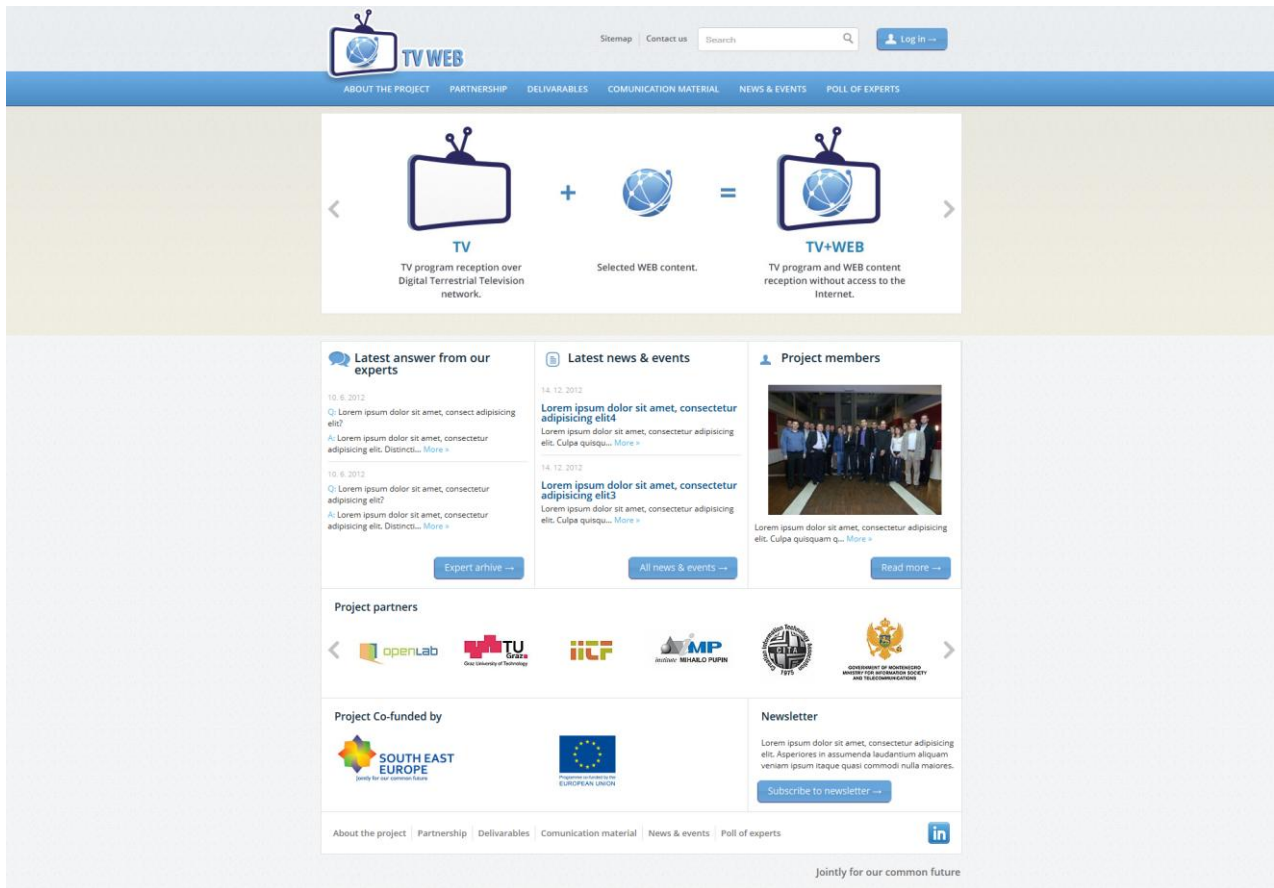 TV WEB
Sitemap
Contact us
Search
Log in →
ABOUT THE PROJECT
PARTNERSHIP
DELIVARABLES
COMUNICATION MATERIAL
NEWS & EVENTS
POLL OF EXPERTS
+
=
TV
TV program reception over
Digital Terrestrial Television
network.
Selected WEB content.
TV+WEB
TV program and WEB content
reception without access to the
Internet.
Latest answer from our
experts
10. 6. 2012
Q: Lorem ipsum dolor sit amet, consect adipisicing
elit?
A: Lorem ipsum dolor sit amet, consectetur
adipisicing elit. Distincti... More »
10. 6. 2012
Q: Lorem ipsum dolor sit amet, consectetur
adipisicing elit?
A: Lorem ipsum dolor sit amet, consectetur
adipisicing elit. Distincti... More »
Expert arhive →
Latest news & events
14. 12. 2012
Lorem ipsum dolor sit amet, consectetur
adipisicing elit4
Lorem ipsum dolor sit amet, consectetur adipisicing
elit. Culpa quisqu... More »
14. 12. 2012
Lorem ipsum dolor sit amet, consectetur
adipisicing elit3
Lorem ipsum dolor sit amet, consectetur adipisicing
elit. Culpa quisqu... More »
All news & events →
Project members
Lorem ipsum dolor sit amet, consectetur adipisicing
elit. Culpa quisquam q... More »
Read more →
Project partners
openLab
TU
Graz
Graz University of Technology
iiCF
MP
institute MIHAILO PUPIN
Croatian Information Technology Association
CITA
1975
GOVERNMENT OF MONTENEGRO
MINISTRY FOR INFORMATION SOCIETY
AND TELECOMMUNICATIONS
Project Co-funded by
SOUTH EAST
EUROPE
Jointly for our common future
Programme co-funded by the
EUROPEAN UNION
Newsletter
Lorem ipsum dolor sit amet, consectetur adipisicing
elit. Asperiores in assumenda laudantium aliquam
veniam ipsum itaque quasi commodi nulla maiores.
Subscribe to newsletter →
About the project
Partnership
Delivarables
Comunication material
News & events
Poll of experts
in
Jointly for our common future